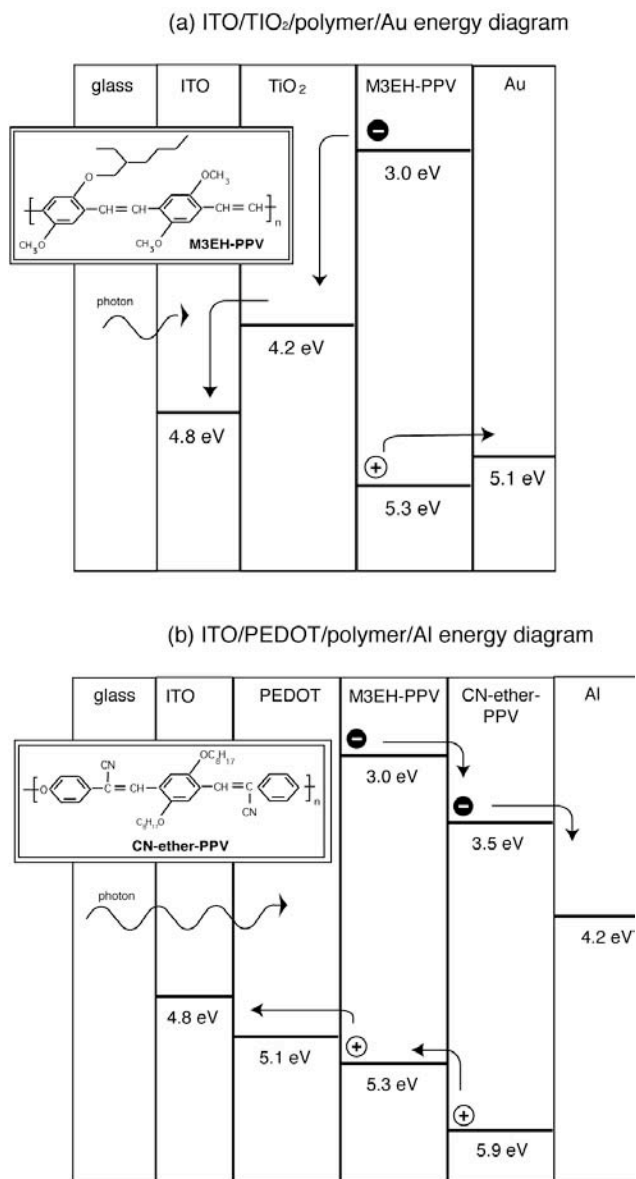 (a) ITO/TIO₂/polymer/Au energy diagram
glass ITO TiO₂ M3EH-PPV Au
3.0 eV
O
OCH₃
CH=CH
CH=CH
n
CH₃O
OCH₃
M3EH-PPV
photon
4.2 eV
4.8 eV
5.1 eV
5.3 eV
(b) ITO/PEDOT/polymer/Al energy diagram
glass ITO PEDOT M3EH-PPV CN-ether-PPV Al
3.0 eV
CN
OC₈H₁₇
O
C=CH
CH=C
n
C₈H₁₇O
CN
CN-ether-PPV
3.5 eV
photon
4.2 eV
4.8 eV
5.1 eV
5.3 eV
5.9 eV